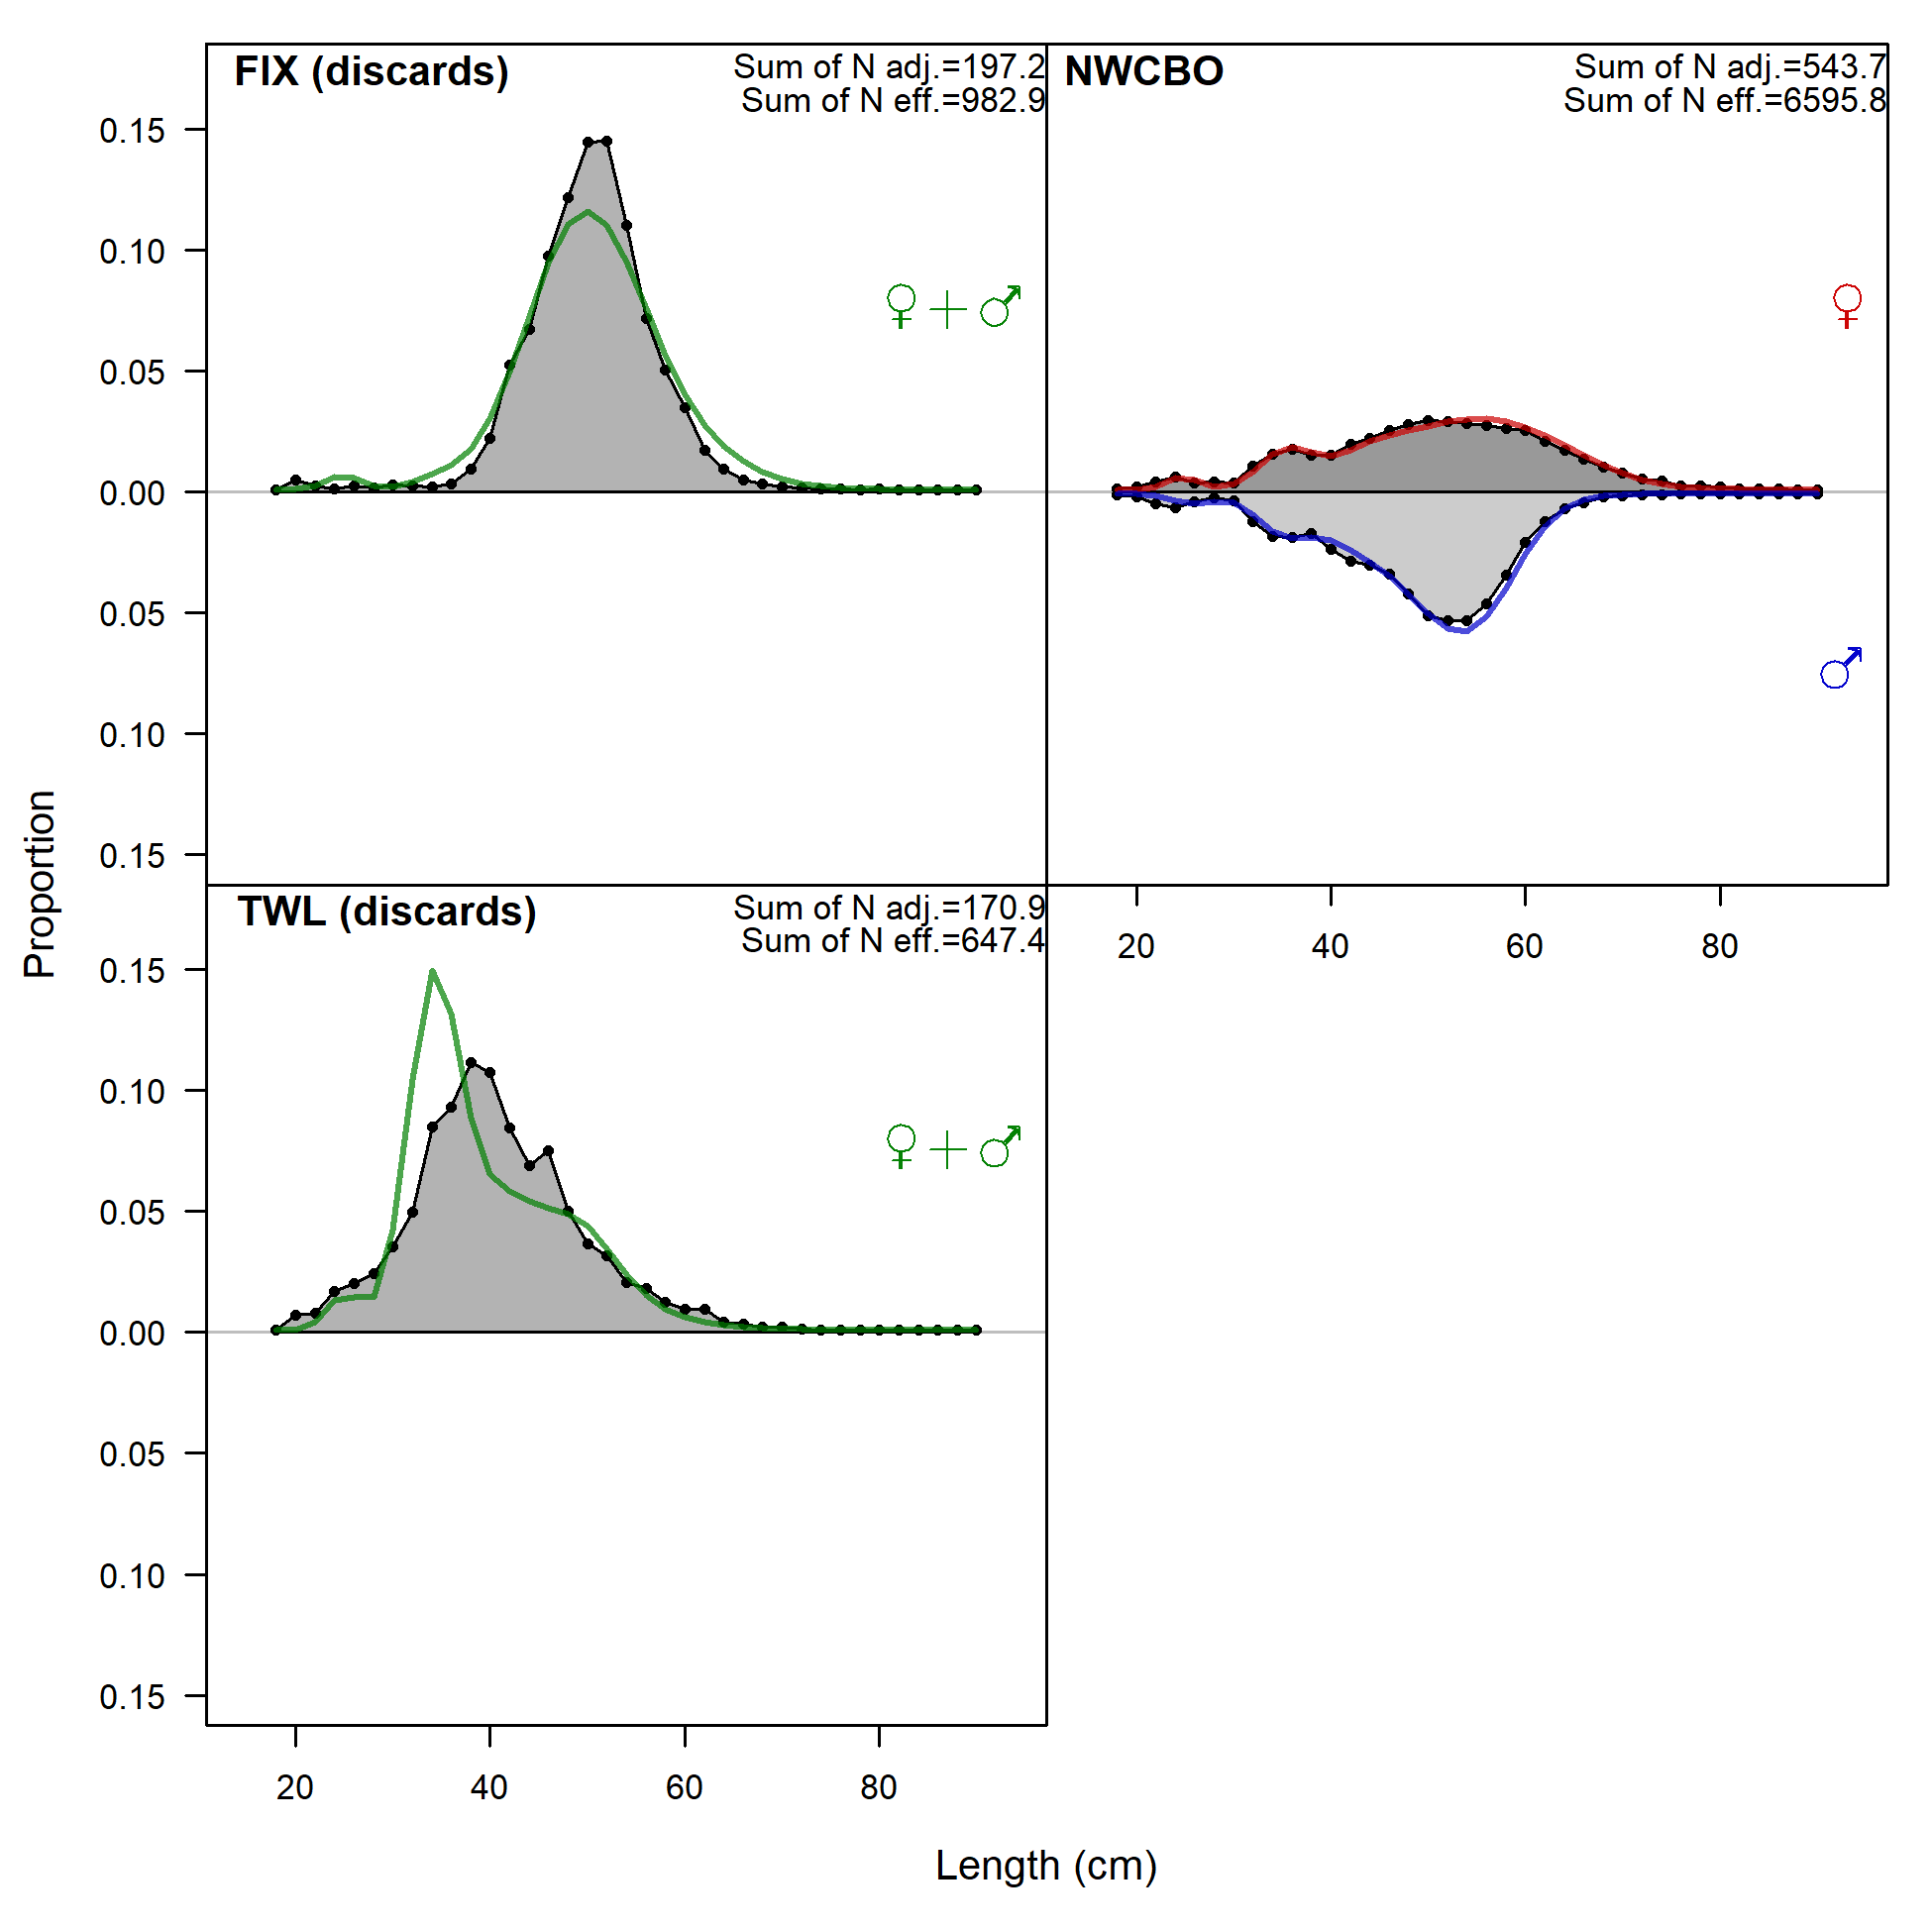 FIX (discards)
Sum of N adj.=197.2
Sum of N eff.=982.9
NWCBO
Sum of N adj.=543.7
Sum of N eff.=6595.8
0.15
0.10
0.05
0.00
0.05
0.10
0.15
♀+♂
♀
♂
20 40 60 80
TWL (discards)
Sum of N adj.=170.9
Sum of N eff.=647.4
0.15
0.10
0.05
0.00
0.05
0.10
0.15
♀+♂
20 40 60 80
Proportion
Length (cm)